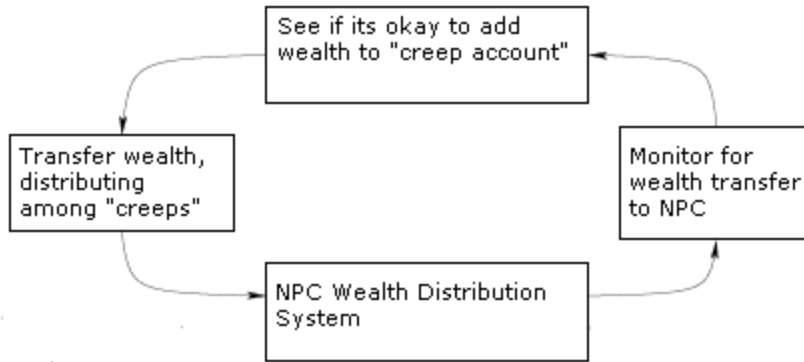 See if its okay to add
wealth to "creep account"
Transfer wealth,
distributing
among "creeps"
Monitor for
wealth transfer
to NPC
NPC Wealth Distribution
System